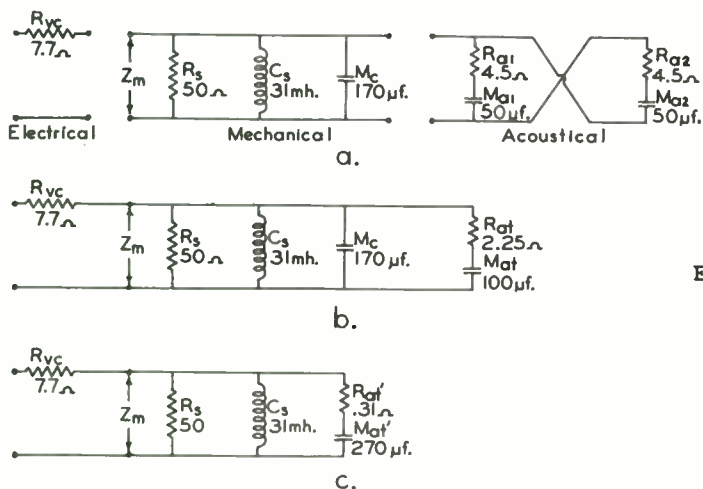 Rvc
7.7Ω
Zm
Rs
50Ω
Cs
31mh.
Mc
170µf.
Ra1
4.5Ω
Ma1
50µf.
Ra2
4.5Ω
Ma2
50µf.
Electrical
Mechanical
Acoustical
a.
Rvc
7.7Ω
Zm
Rs
50Ω
Cs
31mh.
Mc
170µf.
Rat
2.25Ω
Mat
100µf.
E
b.
Rvc
7.7Ω
Zm
Rs
50
Cs
31mh.
Rat'
.31Ω
Mat'
270µf.
c.